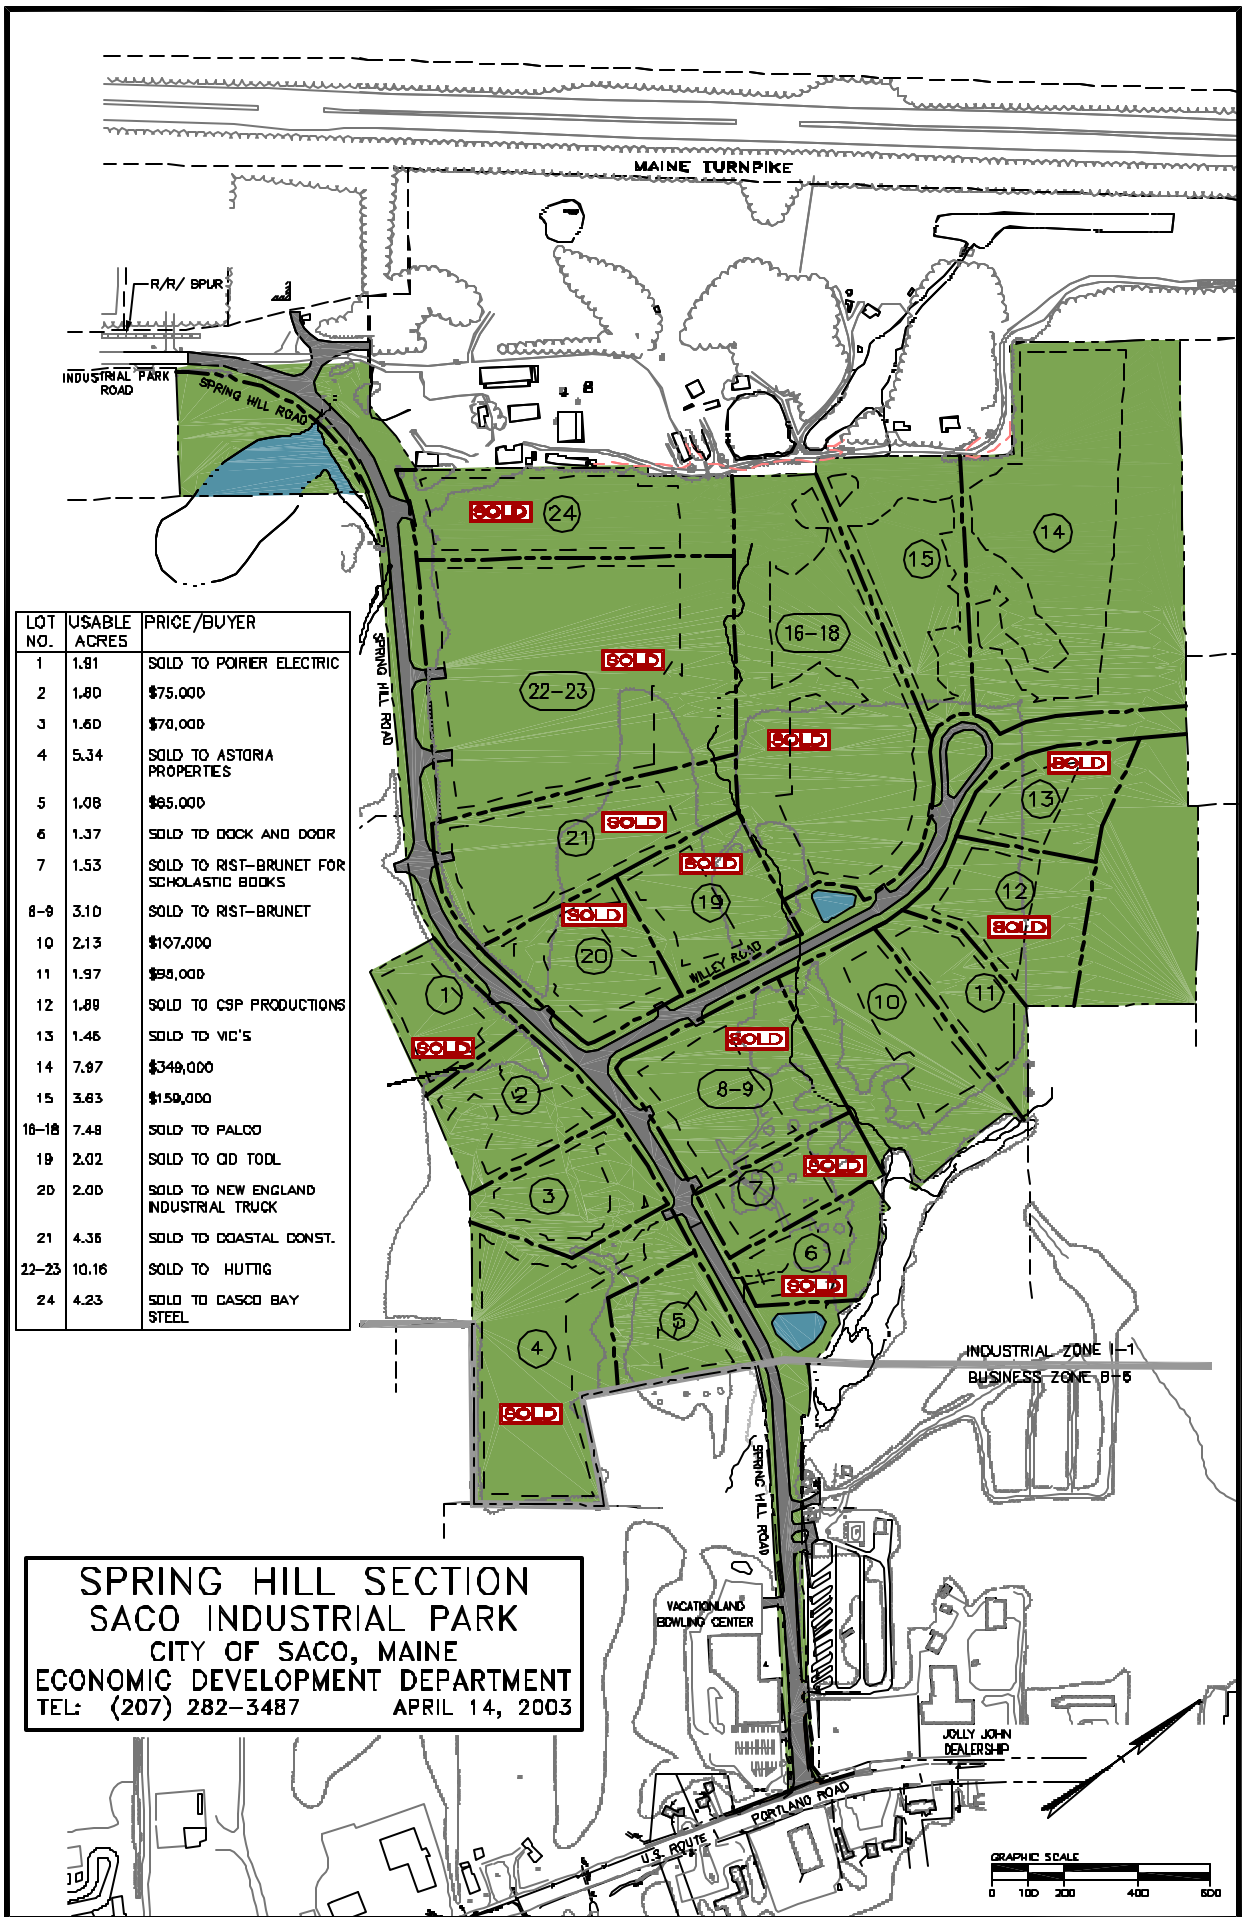 MAINE TURNPIKE
R/R/ BPUR
INDUSTRIAL PARK
ROAD
SPRING HILL ROAD
SOLD 24
14
15
16-18
SOLD
22-23
SPRING HILL ROAD
SOLD
SOLD
13
SOLD
21
SOLD
12
19
SOLD
SOLD
20
WILLEY ROAD
1
10
11
SOLD
SOLD
2
8-9
SOLD
7
3
6
SOLD
5
4
SOLD
INDUSTRIAL ZONE I-1
BUSINESS ZONE B-6
SPRING HILL ROAD
LOT NO. USABLE ACRES PRICE/BUYER
1 1.91 SOLD TO POIRIER ELECTRIC
2 1.80 $75,000
3 1.60 $70,000
4 5.34 SOLD TO ASTORIA
PROPERTIES
5 1.08 $65,000
6 1.37 SOLD TO DOCK AND DOOR
7 1.53 SOLD TO RIST-BRUNET FOR
SCHOLASTIC BOOKS
8-9 3.10 SOLD TO RIST-BRUNET
10 2.13 $107,000
11 1.97 $98,000
12 1.89 SOLD TO CSP PRODUCTIONS
13 1.46 SOLD TO VIC'S
14 7.97 $349,000
15 3.63 $159,000
16-18 7.48 SOLD TO PALCO
19 2.02 SOLD TO CID TOOL
20 2.00 SOLD TO NEW ENGLAND
INDUSTRIAL TRUCK
21 4.36 SOLD TO COASTAL CONST.
22-23 10.16 SOLD TO HUTTIG
24 4.23 SOLD TO CASCO BAY
STEEL
SPRING HILL SECTION
SACO INDUSTRIAL PARK
CITY OF SACO, MAINE
ECONOMIC DEVELOPMENT DEPARTMENT
TEL: (207) 282-3487 APRIL 14, 2003
VACATIONLAND
BOWLING CENTER
JOLLY JOHN
DEALERSHIP
U.S. ROUTE 1 PORTLAND ROAD
GRAPHIC SCALE
0 100 200 400 600